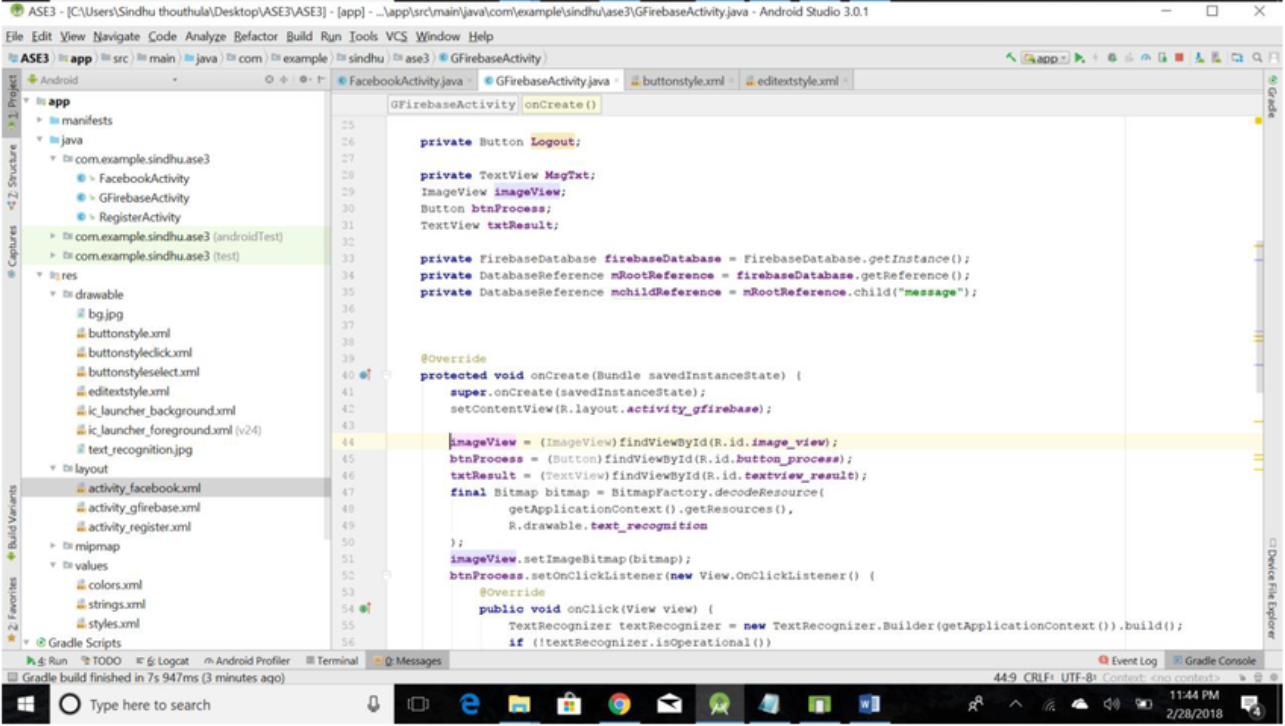 ASE3 - [C:\Users\Sindhu thouthula\Desktop\ASE3\ASE3] - [app] - ...\app\src\main\java\com\example\sindhu\ase3\GFirebaseActivity.java - Android Studio 3.0.1
File Edit View Navigate Code Analyze Refactor Build Run Tools VCS Window Help
ASE3 app src main java com example sindhu ase3 GFirebaseActivity
app
Android
FacebookActivity.java GFirebaseActivity.java buttonstyle.xml editextstyle.xml
GFirebaseActivity onCreate()
1: Project
Z: Structure
Captures
Build Variants
2: Favorites
Gradle
Device File Explorer
app
manifests
java
com.example.sindhu.ase3
FacebookActivity
GFirebaseActivity
RegisterActivity
com.example.sindhu.ase3 (androidTest)
com.example.sindhu.ase3 (test)
res
drawable
bg.jpg
buttonstyle.xml
buttonstyleclick.xml
buttonstyleselect.xml
editextstyle.xml
ic_launcher_background.xml
ic_launcher_foreground.xml (v24)
text_recognition.jpg
layout
activity_facebook.xml
activity_gfirebase.xml
activity_register.xml
mipmap
values
colors.xml
strings.xml
styles.xml
Gradle Scripts
25
26 private Button Logout;
27
28 private TextView MsgTxt;
29 ImageView imageView;
30 Button btnProcess;
31 TextView txtResult;
32
33 private FirebaseDatabase firebaseDatabase = FirebaseDatabase.getInstance();
34 private DatabaseReference mRootReference = firebaseDatabase.getReference();
35 private DatabaseReference mchildReference = mRootReference.child("message");
36
37
38
39 @Override
40 protected void onCreate(Bundle savedInstanceState) {
41 super.onCreate(savedInstanceState);
42 setContentView(R.layout.activity_gfirebase);
43
44 imageView = (ImageView)findViewById(R.id.image_view);
45 btnProcess = (Button)findViewById(R.id.button_process);
46 txtResult = (TextView)findViewById(R.id.textview_result);
47 final Bitmap bitmap = BitmapFactory.decodeResource(
48 getApplicationContext().getResources(),
49 R.drawable.text_recognition
50 );
51 imageView.setImageBitmap(bitmap);
52 btnProcess.setOnClickListener(new View.OnClickListener() {
53 @Override
54 public void onClick(View view) {
55 TextRecognizer textRecognizer = new TextRecognizer.Builder(getApplicationContext()).build();
56 if (!textRecognizer.isOperational())
4: Run TODO 6: Logcat Android Profiler Terminal 0: Messages Event Log Gradle Console
Gradle build finished in 7s 947ms (3 minutes ago) 44:9 CRLF UTF-8 Context: <no context>
Type here to search
11:44 PM
2/28/2018